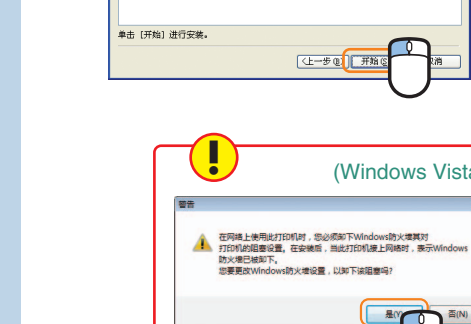 单击 [开始] 进行安装。
<上一步(B) 开始(S 消
(Windows Vista
警告
在网络上使用此打印机时，您必须卸下Windows防火墙其对
打印机的阻塞设置。在安装后，当此打印机接上网络时，表示Windows
防火墙已被卸下。
您要更改Windows防火墙设置，以卸下该阻塞吗?
是(Y) 否(N)